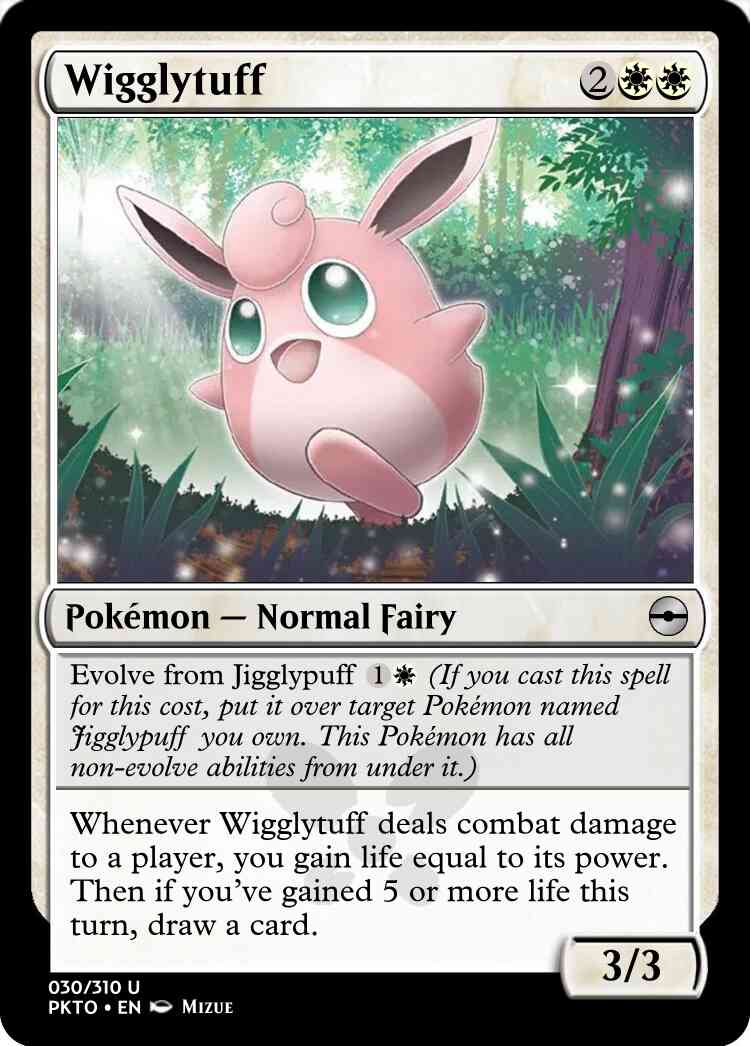 Wigglytuff 2
Pokémon — Normal Fairy
Evolve from Jigglypuff 1 (If you cast this spell
for this cost, put it over target Pokémon named
Jigglypuff you own. This Pokémon has all
non-evolve abilities from under it.)
Whenever Wigglytuff deals combat damage
to a player, you gain life equal to its power.
Then if you've gained 5 or more life this
turn, draw a card.
3/3
030/310 U
PKTO • EN Mizue